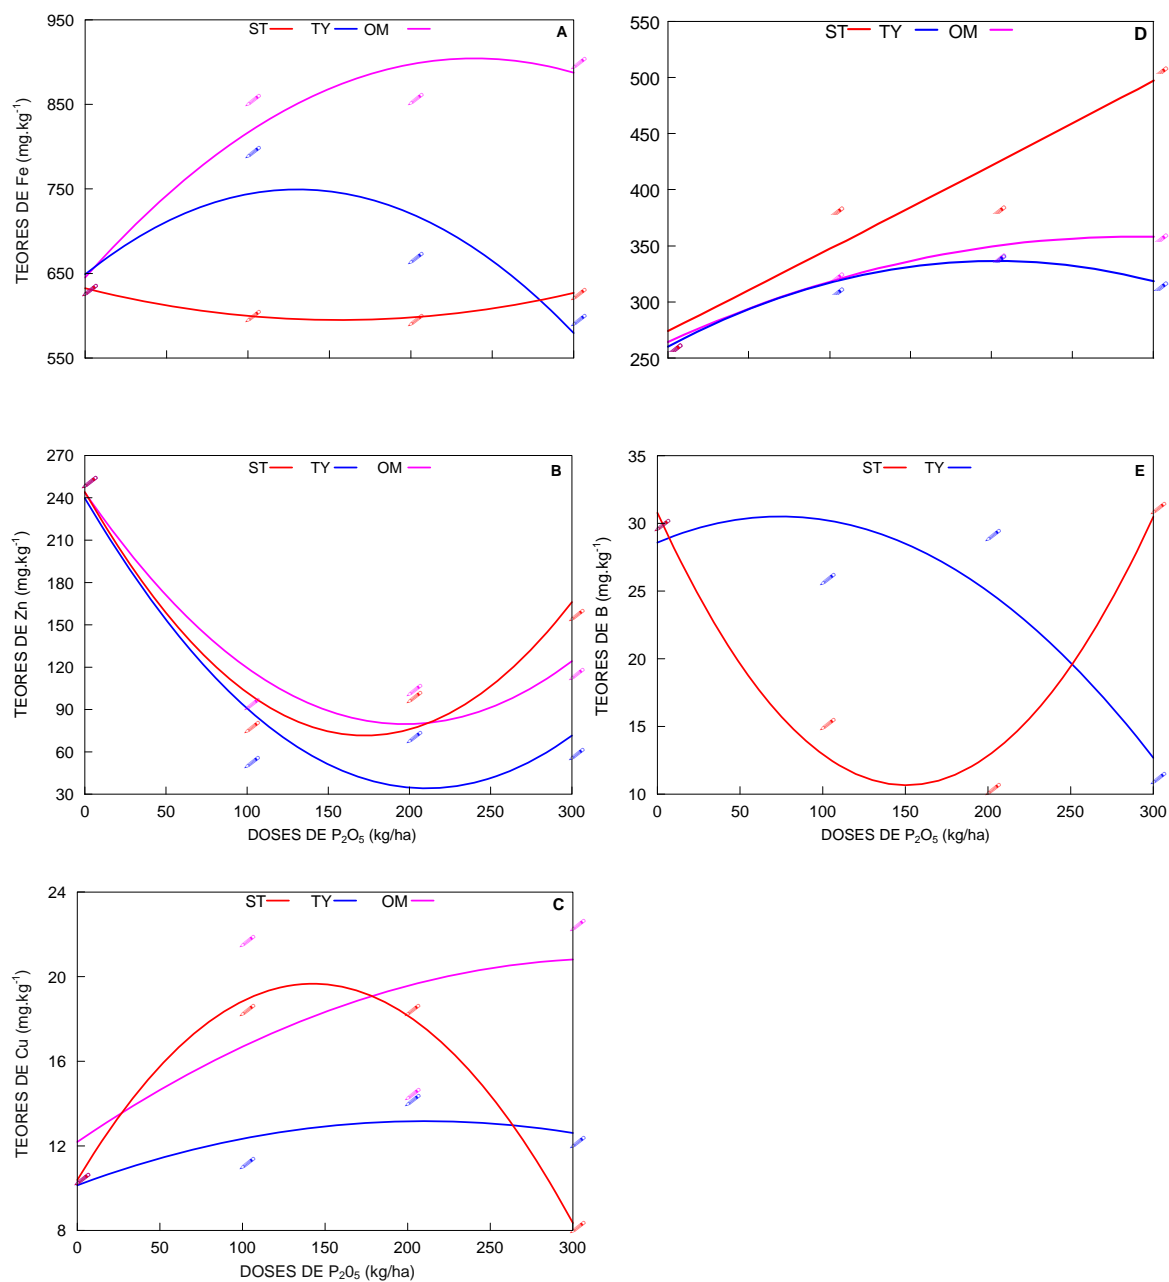 950
850
750
650
550
TEORES DE Fe (mg.kg⁻¹)
ST TY OM
A
550
500
450
400
350
300
250
ST TY OM
D
270
240
210
180
150
120
90
60
30
TEORES DE Zn (mg.kg⁻¹)
ST TY OM
B
0 50 100 150 200 250 300
DOSES DE P₂O₅ (kg/ha)
35
30
25
20
15
10
TEORES DE B (mg.kg⁻¹)
ST TY
E
0 50 100 150 200 250 300
DOSES DE P₂O₅ (kg/ha)
24
20
16
12
8
TEORES DE Cu (mg.kg⁻¹)
ST TY OM
C
0 50 100 150 200 250 300
DOSES DE P₂0₅ (kg/ha)